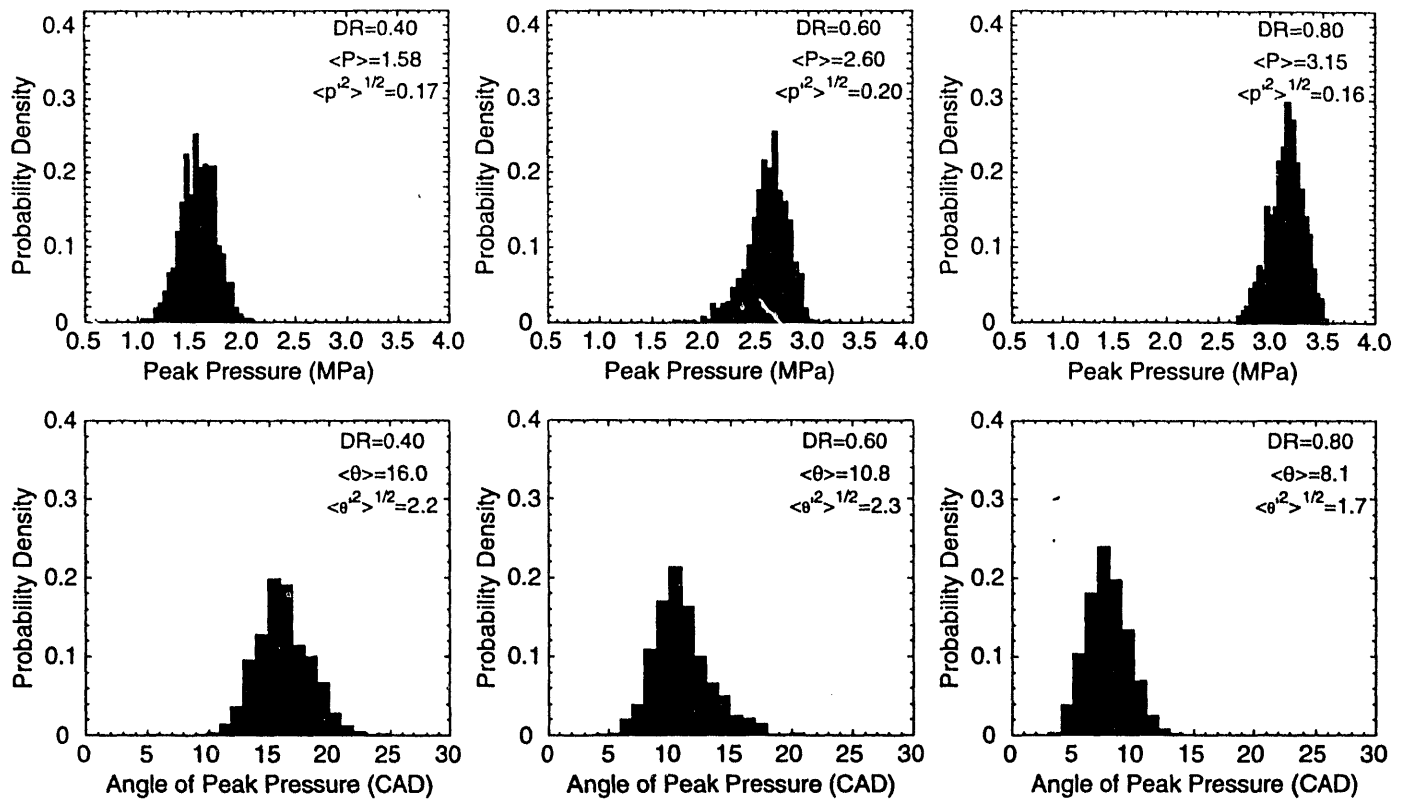 0.4
0.3
0.2
0.1
0
Probability Density
DR=0.40
<P>=1.58
<p'²>^1/2=0.17
0.5 1.0 1.5 2.0 2.5 3.0 3.5 4.0
Peak Pressure (MPa)
0.4
0.3
0.2
0.1
0
Probability Density
DR=0.60
<P>=2.60
<p'²>^1/2=0.20
0.5 1.0 1.5 2.0 2.5 3.0 3.5 4.0
Peak Pressure (MPa)
0.4
0.3
0.2
0.1
0
Probability Density
DR=0.80
<P>=3.15
<p'²>^1/2=0.16
0.5 1.0 1.5 2.0 2.5 3.0 3.5 4.0
Peak Pressure (MPa)
0.4
0.3
0.2
0.1
0
Probability Density
DR=0.40
<θ>=16.0
<θ'²>^1/2=2.2
0 5 10 15 20 25 30
Angle of Peak Pressure (CAD)
0.4
0.3
0.2
0.1
0
Probability Density
DR=0.60
<θ>=10.8
<θ'²>^1/2=2.3
0 5 10 15 20 25 30
Angle of Peak Pressure (CAD)
0.4
0.3
0.2
0.1
0
Probability Density
DR=0.80
<θ>=8.1
<θ'²>^1/2=1.7
0 5 10 15 20 25 30
Angle of Peak Pressure (CAD)